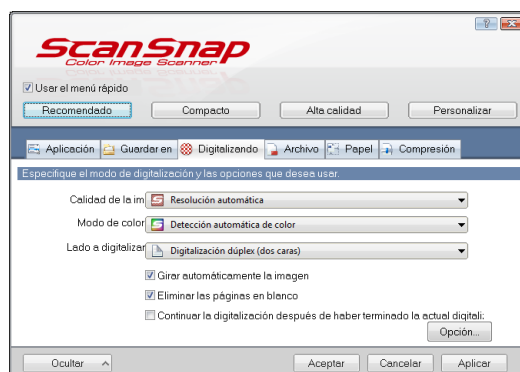 ScanSnap
Color Image Scanner
Usar el menú rápido
Recomendado Compacto Alta calidad Personalizar
Aplicación Guardar en Digitalizando Archivo Papel Compresión
Especifique el modo de digitalización y las opciones que desea usar.
Calidad de la im Resolución automática
Modo de color Detección automática de color
Lado a digitalizar Digitalización dúplex (dos caras)
Girar automáticamente la imagen
Eliminar las páginas en blanco
Continuar la digitalización después de haber terminado la actual digitali:
Opción...
Ocultar Aceptar Cancelar Aplicar